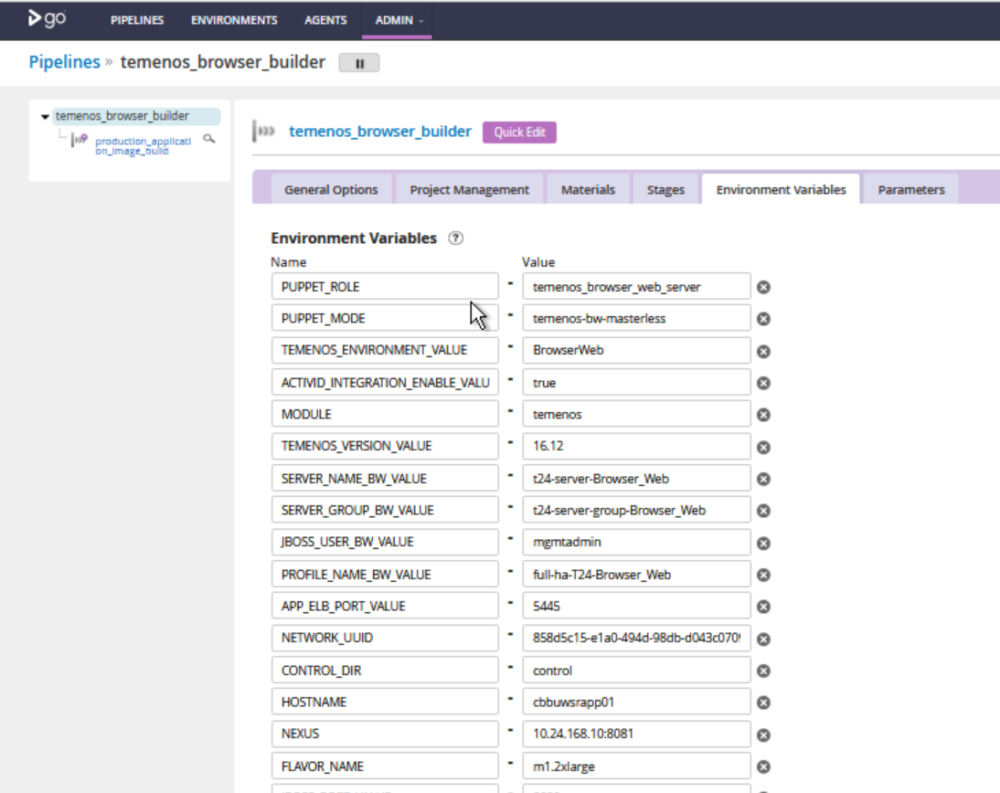 go PIPELINES ENVIRONMENTS AGENTS ADMIN
Pipelines » temenos_browser_builder
temenos_browser_builder
production_applicati
on_image_build
temenos_browser_builder Quick Edit
General Options Project Management Materials Stages Environment Variables Parameters
Environment Variables ?
Name Value
PUPPET_ROLE - temenos_browser_web_server
PUPPET_MODE - temenos-bw-masterless
TEMENOS_ENVIRONMENT_VALUE - BrowserWeb
ACTIVID_INTEGRATION_ENABLE_VALU - true
MODULE - temenos
TEMENOS_VERSION_VALUE - 16.12
SERVER_NAME_BW_VALUE - t24-server-Browser_Web
SERVER_GROUP_BW_VALUE - t24-server-group-Browser_Web
JBOSS_USER_BW_VALUE - mgmtadmin
PROFILE_NAME_BW_VALUE - full-ha-T24-Browser_Web
APP_ELB_PORT_VALUE - 5445
NETWORK_UUID - 858d5c15-e1a0-494d-98db-d043c070
CONTROL_DIR - control
HOSTNAME - cbbuwsrapp01
NEXUS - 10.24.168.10:8081
FLAVOR_NAME - m1.2xlarge